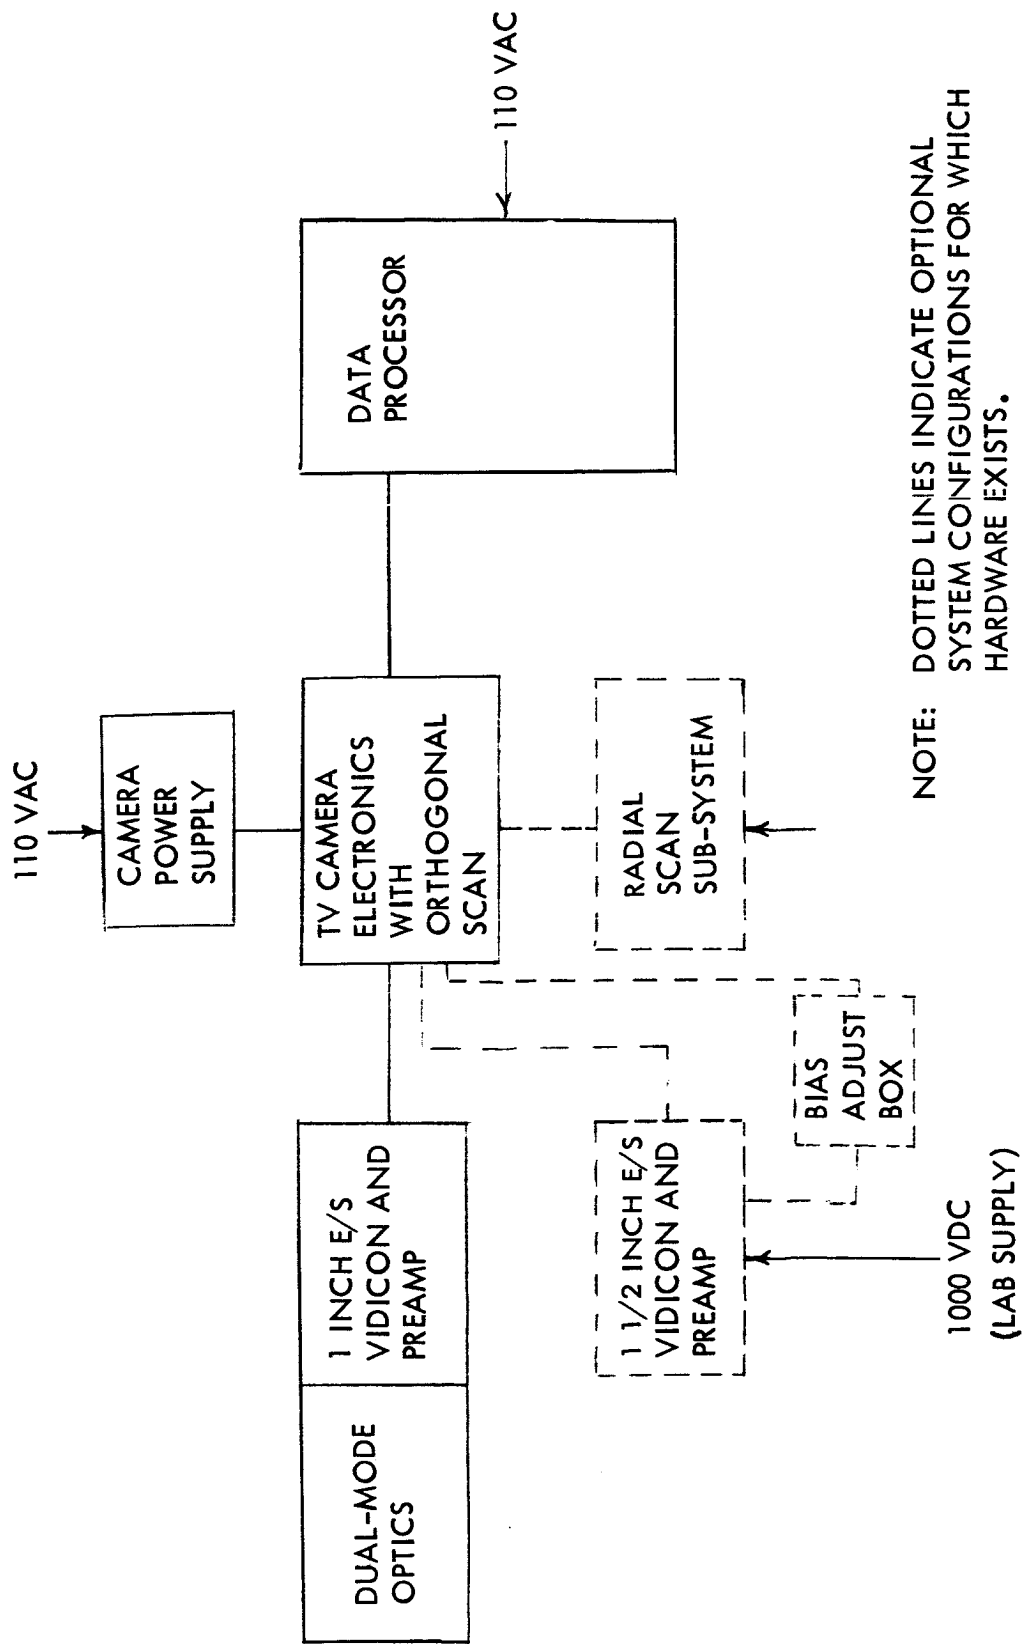 110 VAC
CAMERA
POWER
SUPPLY
DUAL-MODE
OPTICS
1 INCH E/S
VIDICON AND
PREAMP
TV CAMERA
ELECTRONICS
WITH
ORTHOGONAL
SCAN
DATA
PROCESSOR
110 VAC
1 1/2 INCH E/S
VIDICON AND
PREAMP
RADIAL
SCAN
SUB-SYSTEM
BIAS
ADJUST
BOX
1000 VDC
(LAB SUPPLY)
NOTE: DOTTED LINES INDICATE OPTIONAL
SYSTEM CONFIGURATIONS FOR WHICH
HARDWARE EXISTS.